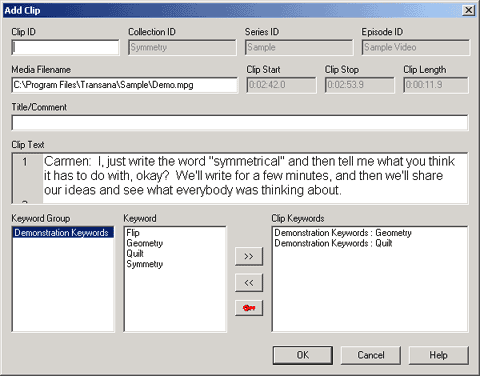 Add Clip
Clip ID Collection ID Series ID Episode ID
Symmetry Sample Sample Video
Media Filename Clip Start Clip Stop Clip Length
C:\Program Files\Transana\Sample\Demo.mpg 0:02:42.0 0:02:53.9 0:00:11.9
Title/Comment
Clip Text
1 Carmen: I, just write the word "symmetrical" and then tell me what you think
it has to do with, okay? We'll write for a few minutes, and then we'll share
our ideas and see what everybody was thinking about.
Keyword Group Keyword Clip Keywords
Demonstration Keywords Flip Demonstration Keywords : Geometry
Geometry Demonstration Keywords : Quilt
Quilt
Symmetry
>>
<<
OK Cancel Help